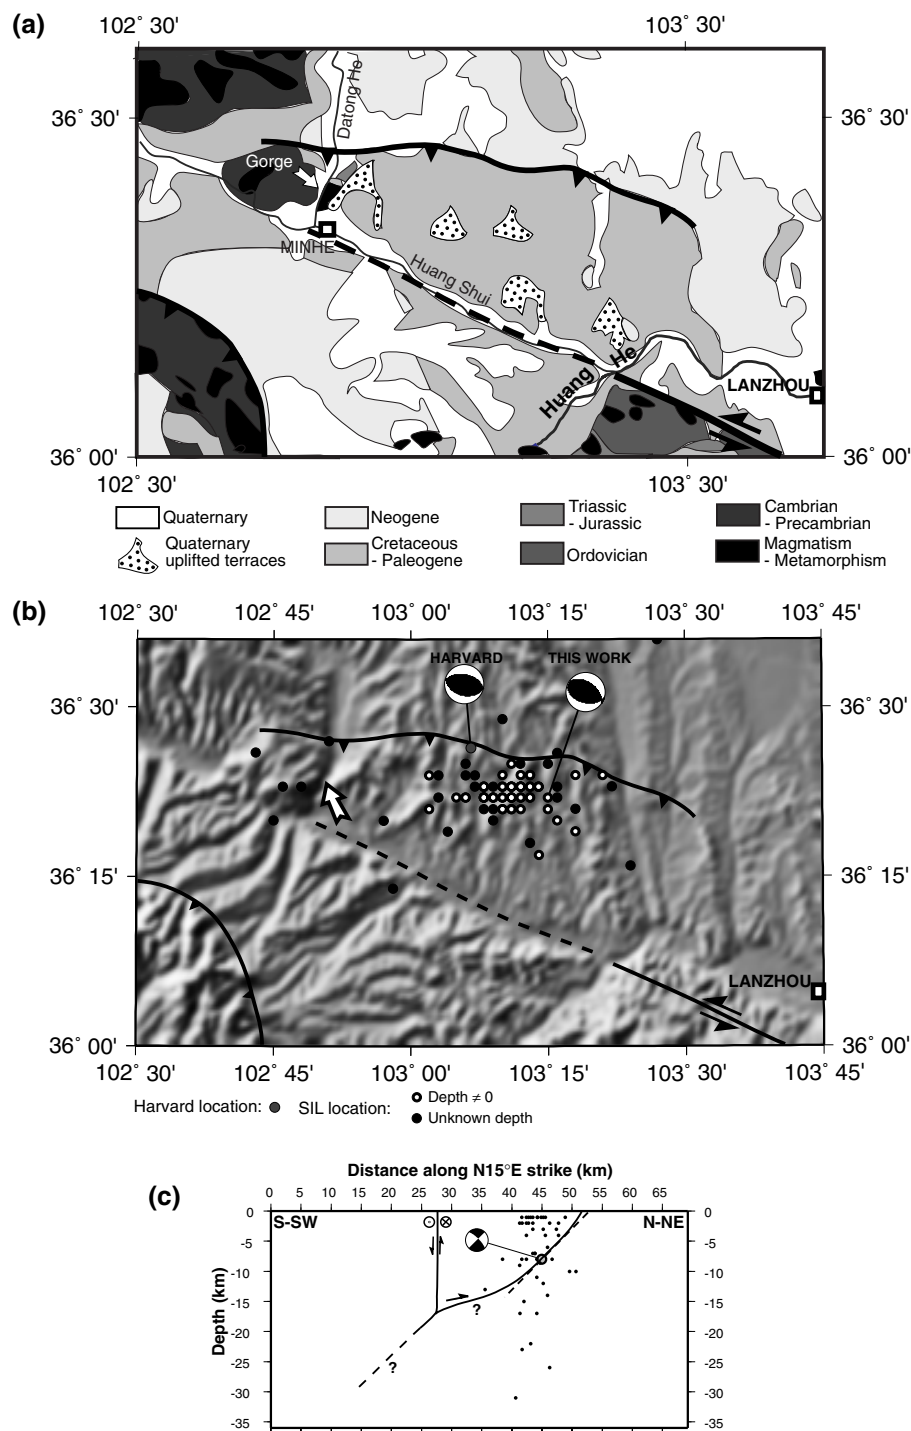 (a)
102° 30' 103° 30'
36° 30' 36° 30'
Datong He
Gorge
MINHE
Huang Shui
Huang He
LANZHOU
36° 00' 36° 00'
102° 30' 103° 30'
Quaternary
Neogene
Triassic
- Jurassic
Cambrian
- Precambrian
Quaternary
uplifted terraces
Cretaceous
- Paleogene
Ordovician
Magmatism
- Metamorphism
(b)
102° 30' 102° 45' 103° 00' 103° 15' 103° 30' 103° 45'
HARVARD THIS WORK
36° 30' 36° 30'
36° 15' 36° 15'
LANZHOU
36° 00' 36° 00'
102° 30' 102° 45' 103° 00' 103° 15' 103° 30' 103° 45'
Harvard location: SIL location:
Depth ≠ 0
Unknown depth
(c)
Distance along N15°E strike (km)
0 5 10 15 20 25 30 35 40 45 50 55 60 65
S-SW N-NE
Depth (km)
0 0
-5 -5
-10 -10
-15 -15
?
-20 -20
-25 -25
?
-30 -30
-35 -35